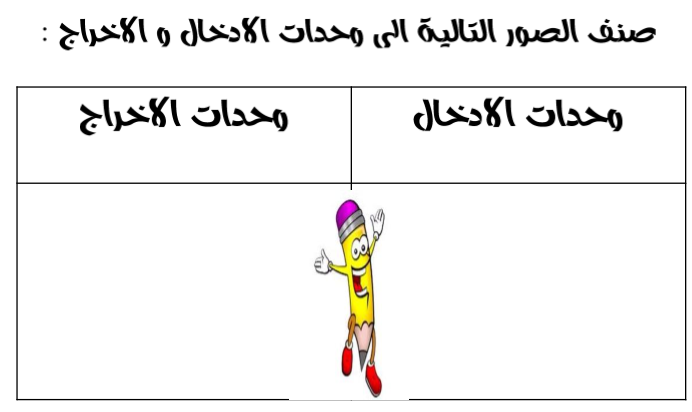 صنف الصور التالية الى وحدات الادخال و الاخراج :
وحدات الادخال
وحدات الاخراج